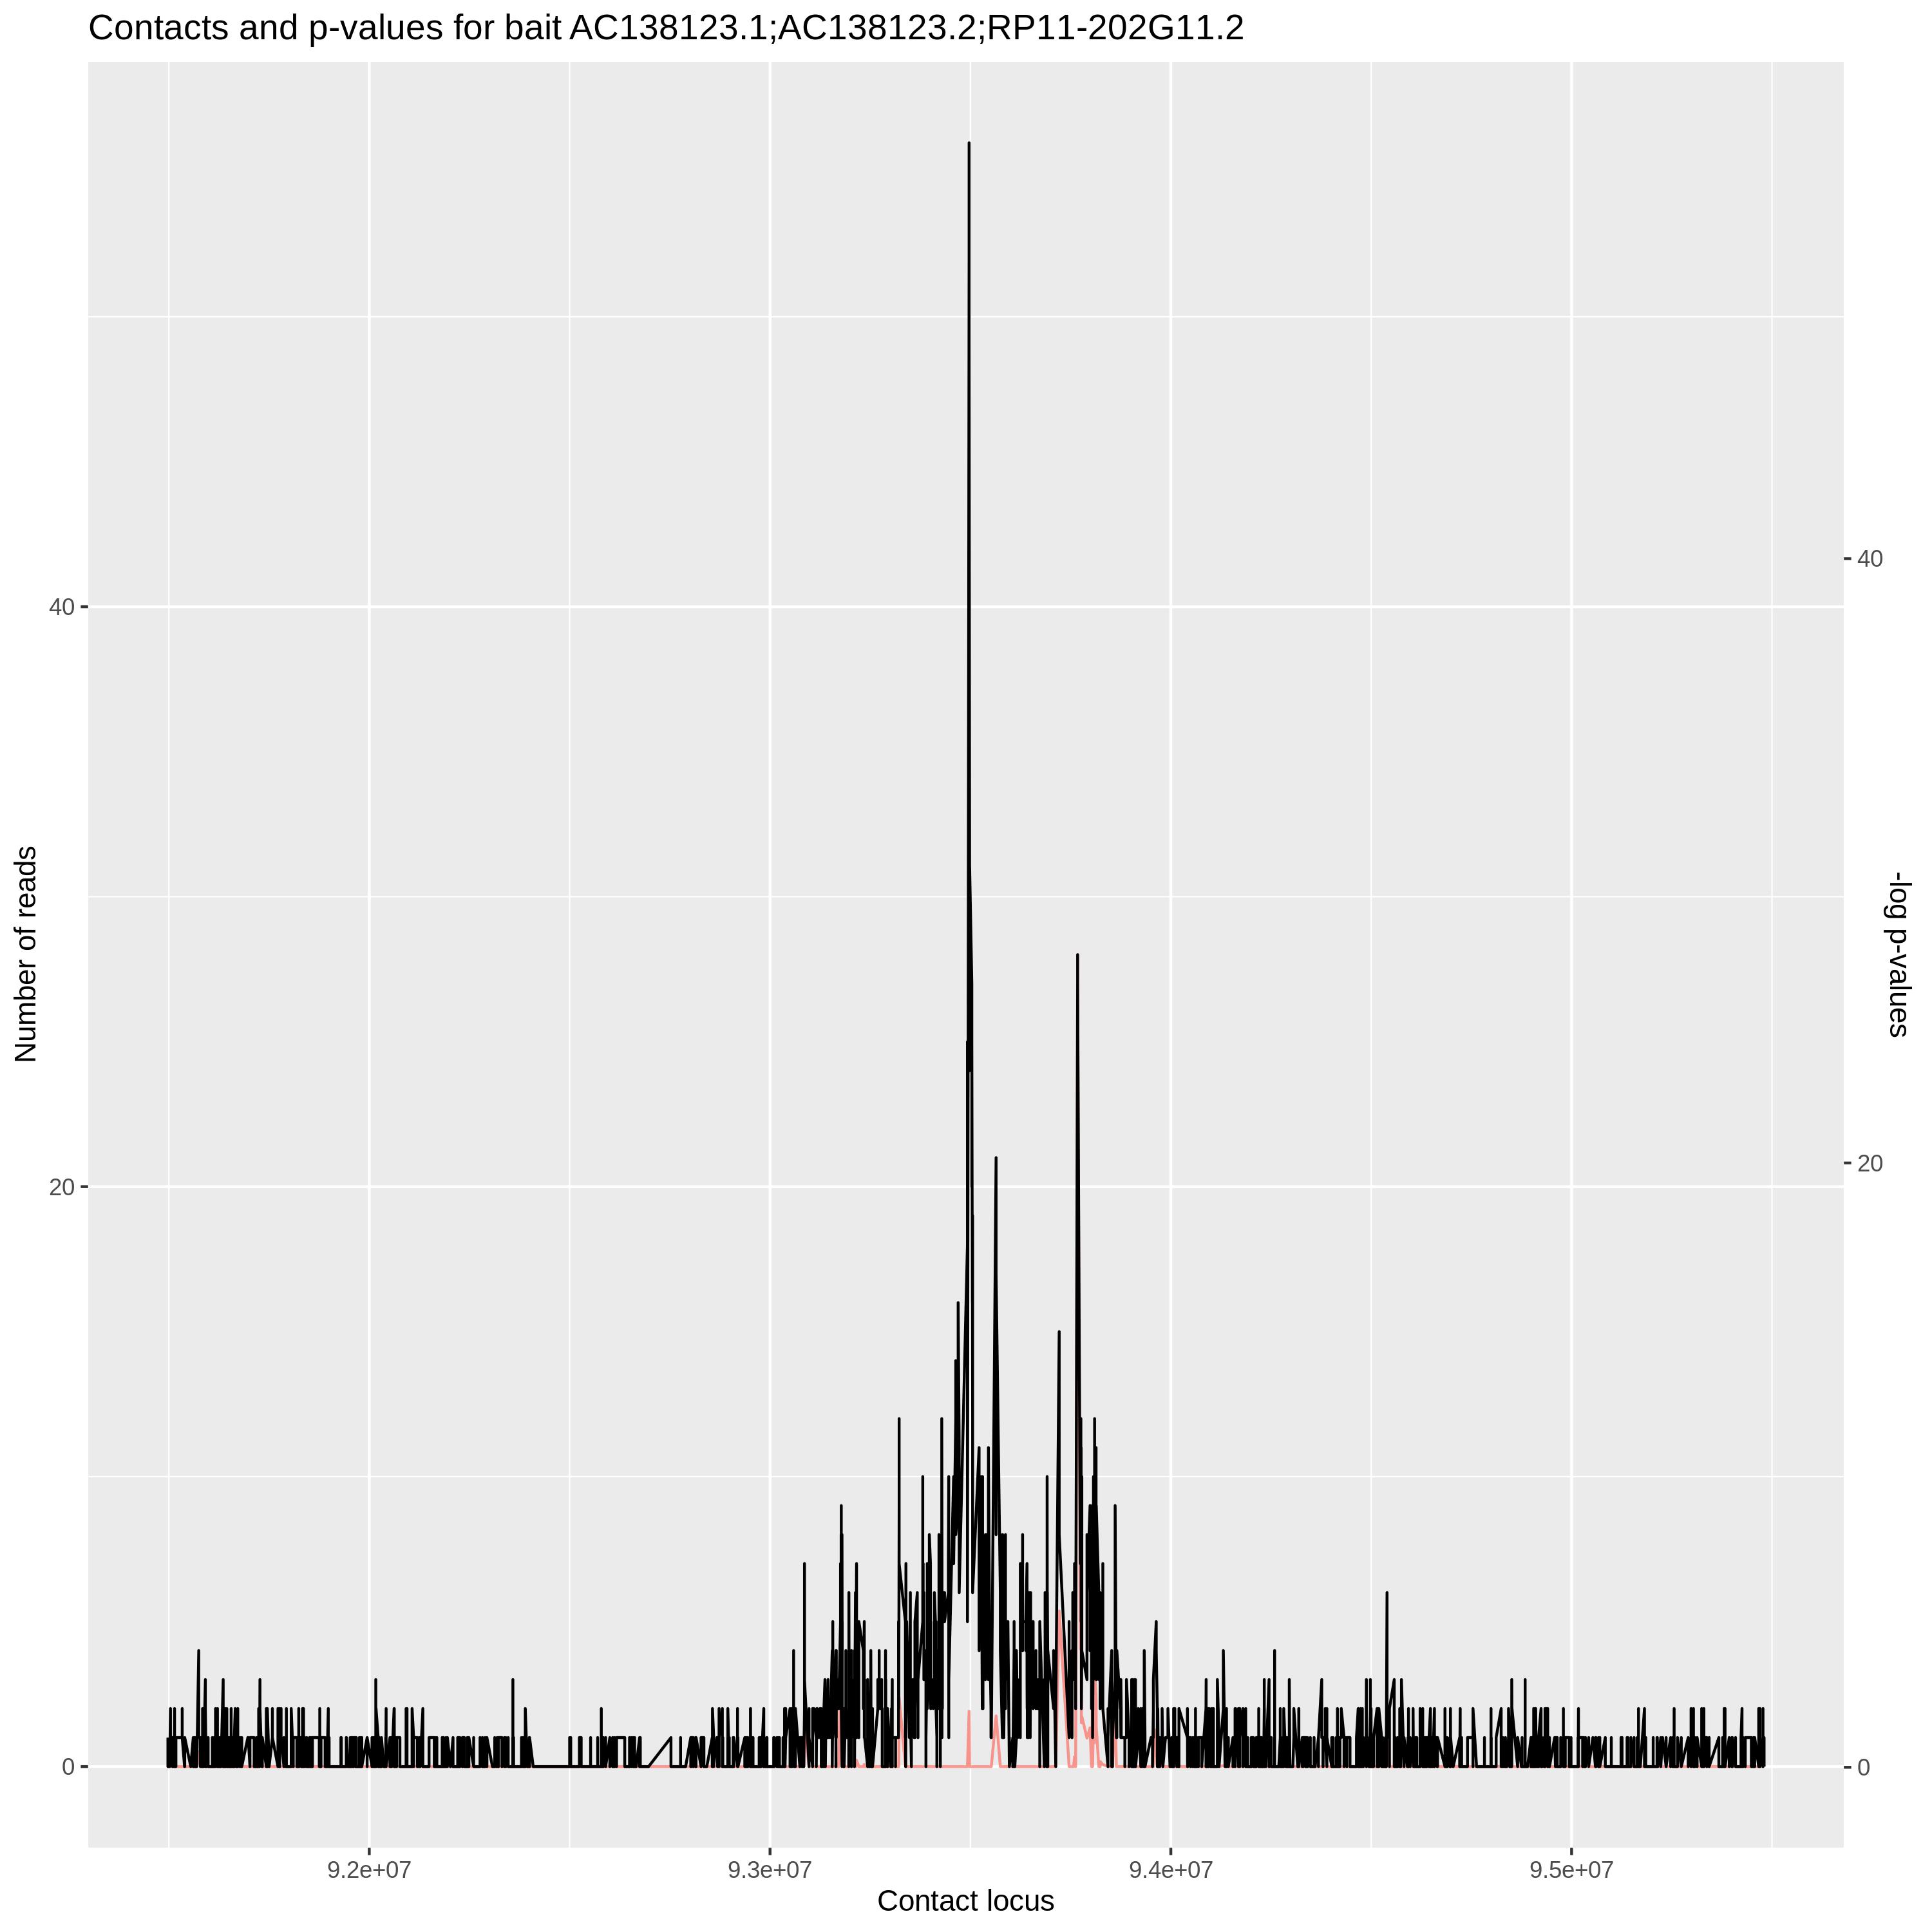 Contacts and p-values for bait AC138123.1;AC138123.2;RP11-202G11.2
Number of reads
40
20
0
-log p-values
40
20
0
9.2e+07
9.3e+07
9.4e+07
9.5e+07
Contact locus